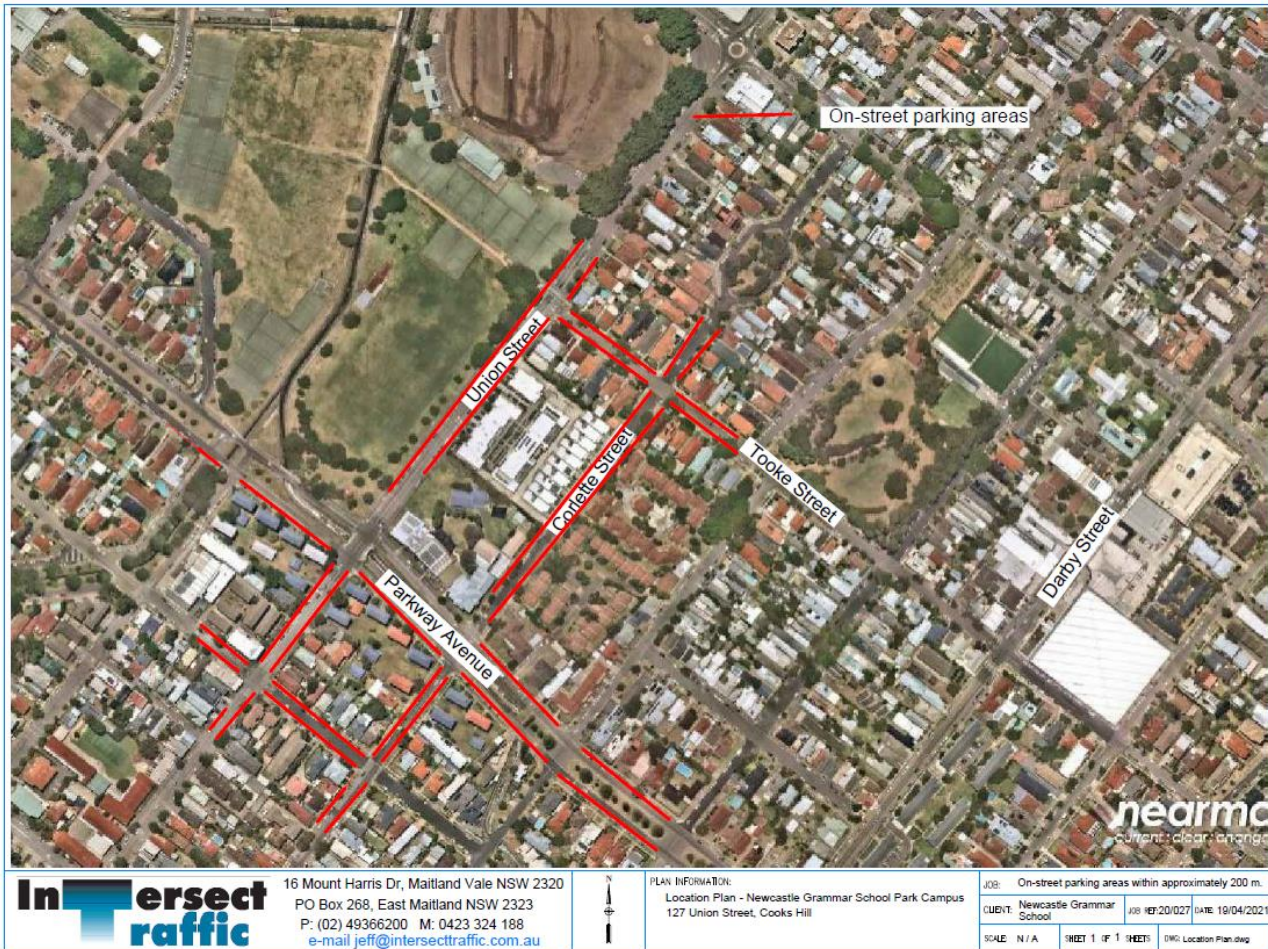 On-street parking areas
Union Street
Corlette Street
Tooke Street
Darby Street
Parkway Avenue
nearma
current:clear:change
InTersect
traffic
16 Mount Harris Dr, Maitland Vale NSW 2320
PO Box 268, East Maitland NSW 2323
P: (02) 49366200 M: 0423 324 188
e-mail jeff@intersecttraffic.com.au
N
PLAN INFORMATION:
Location Plan - Newcastle Grammar School Park Campus
127 Union Street, Cooks Hill
JOB: On-street parking areas within approximately 200 m.
CLIENT: Newcastle Grammar School JOB REF:20/027 DATE: 19/04/2021
SCALE N / A SHEET 1 OF 1 SHEETS DWG: Location Plan.dwg